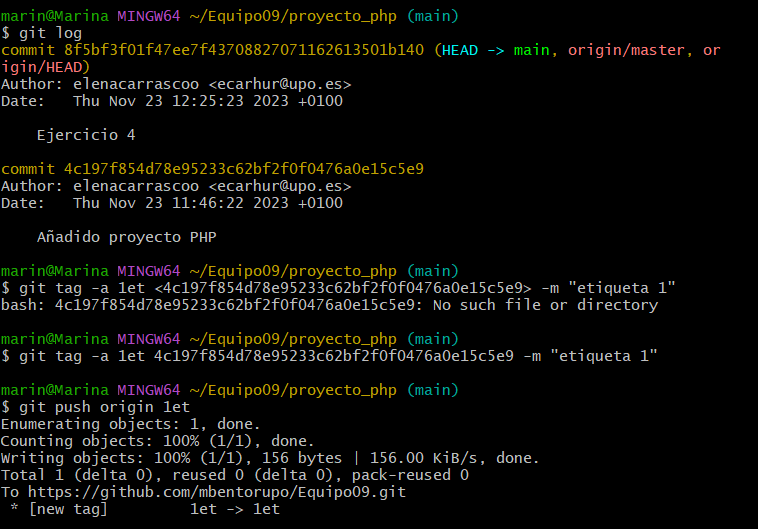 marin@Marina MINGW64 ~/Equipo09/proyecto_php (main)
$ git log
commit 8f5bf3f01f47ee7f43708827071162613501b140 (HEAD -> main, origin/master, or
igin/HEAD)
Author: elenacarrascoo <ecarhur@upo.es>
Date:   Thu Nov 23 12:25:23 2023 +0100
    Ejercicio 4
commit 4c197f854d78e95233c62bf2f0f0476a0e15c5e9
Author: elenacarrascoo <ecarhur@upo.es>
Date:   Thu Nov 23 11:46:22 2023 +0100
    Añadido proyecto PHP
marin@Marina MINGW64 ~/Equipo09/proyecto_php (main)
$ git tag -a 1et <4c197f854d78e95233c62bf2f0f0476a0e15c5e9> -m "etiqueta 1"
bash: 4c197f854d78e95233c62bf2f0f0476a0e15c5e9: No such file or directory
marin@Marina MINGW64 ~/Equipo09/proyecto_php (main)
$ git tag -a 1et 4c197f854d78e95233c62bf2f0f0476a0e15c5e9 -m "etiqueta 1"
marin@Marina MINGW64 ~/Equipo09/proyecto_php (main)
$ git push origin 1et
Enumerating objects: 1, done.
Counting objects: 100% (1/1), done.
Writing objects: 100% (1/1), 156 bytes | 156.00 KiB/s, done.
Total 1 (delta 0), reused 0 (delta 0), pack-reused 0
To https://github.com/mbentorupo/Equipo09.git
 * [new tag]         1et -> 1et